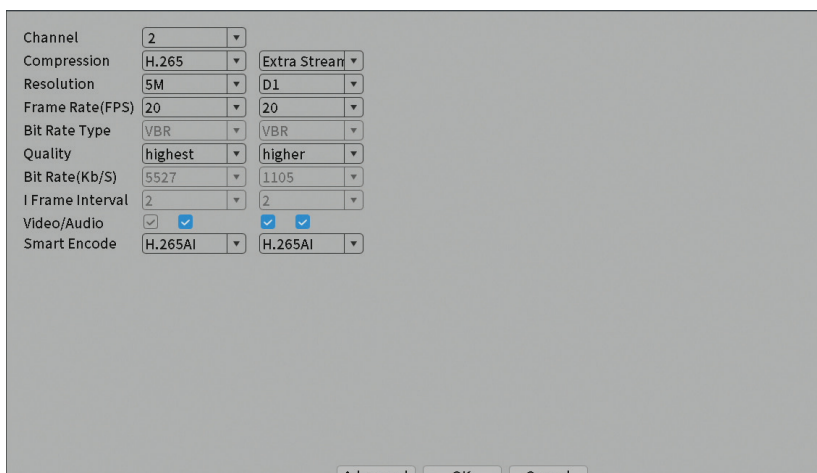 Channel 2
Compression H.265 Extra Strean
Resolution 5M D1
Frame Rate(FPS) 20 20
Bit Rate Type VBR VBR
Quality highest higher
Bit Rate(Kb/S) 5527 1105
I Frame Interval 2 2
Video/Audio
Smart Encode H.265AI H.265AI